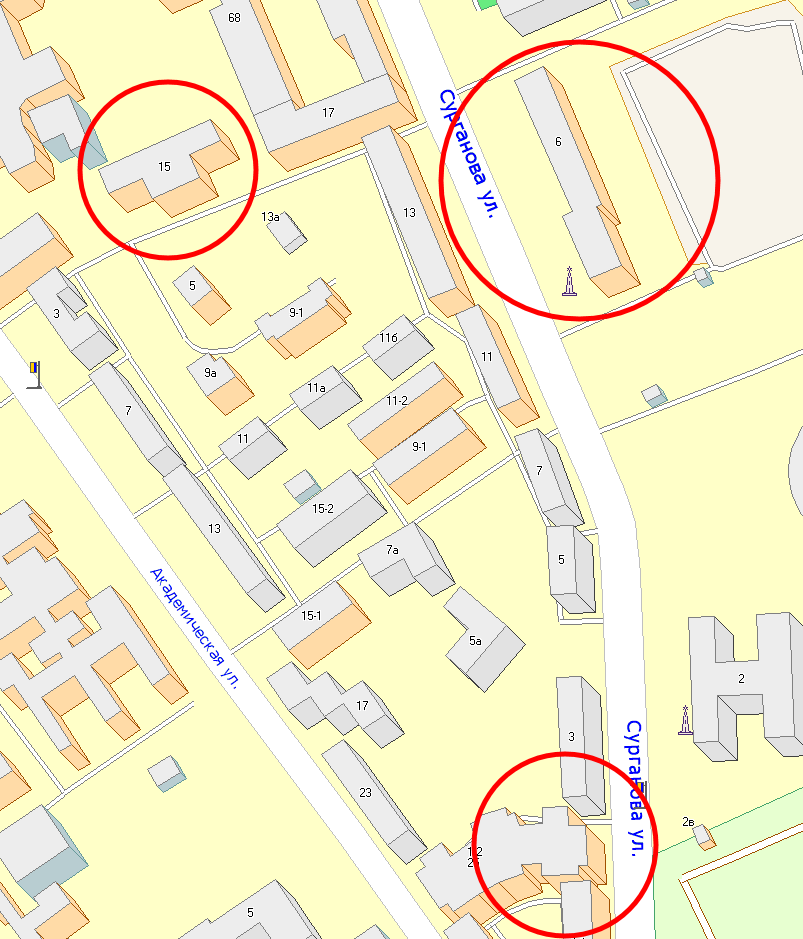 68
17
15
Сурганова ул.
6
13
13а
5
9-1
3
11б
11
9а
11а
7
11-2
11
9-1
7
15-2
13
7а
5
Академическая ул.
15-1
5а
2
17
3
Сурганова ул.
23
2в
5